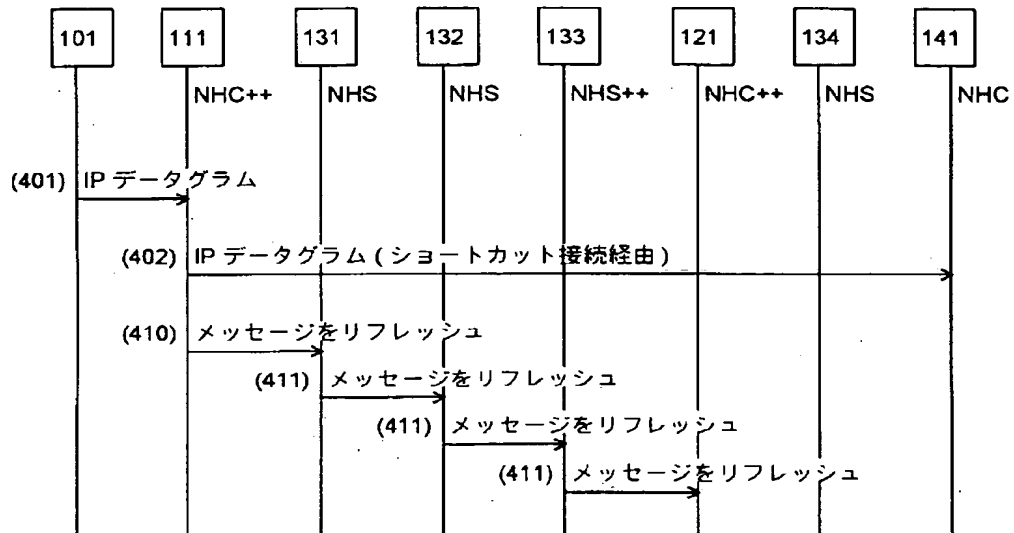 101 111 131 132 133 121 134 141
NHC++ NHS NHS NHS++ NHC++ NHS NHC
(401) IP データグラム
(402) IP データグラム ( ショートカット接続経由 )
(410) メッセージをリフレッシュ
(411) メッセージをリフレッシュ
(411) メッセージをリフレッシュ
(411) メッセージをリフレッシュ